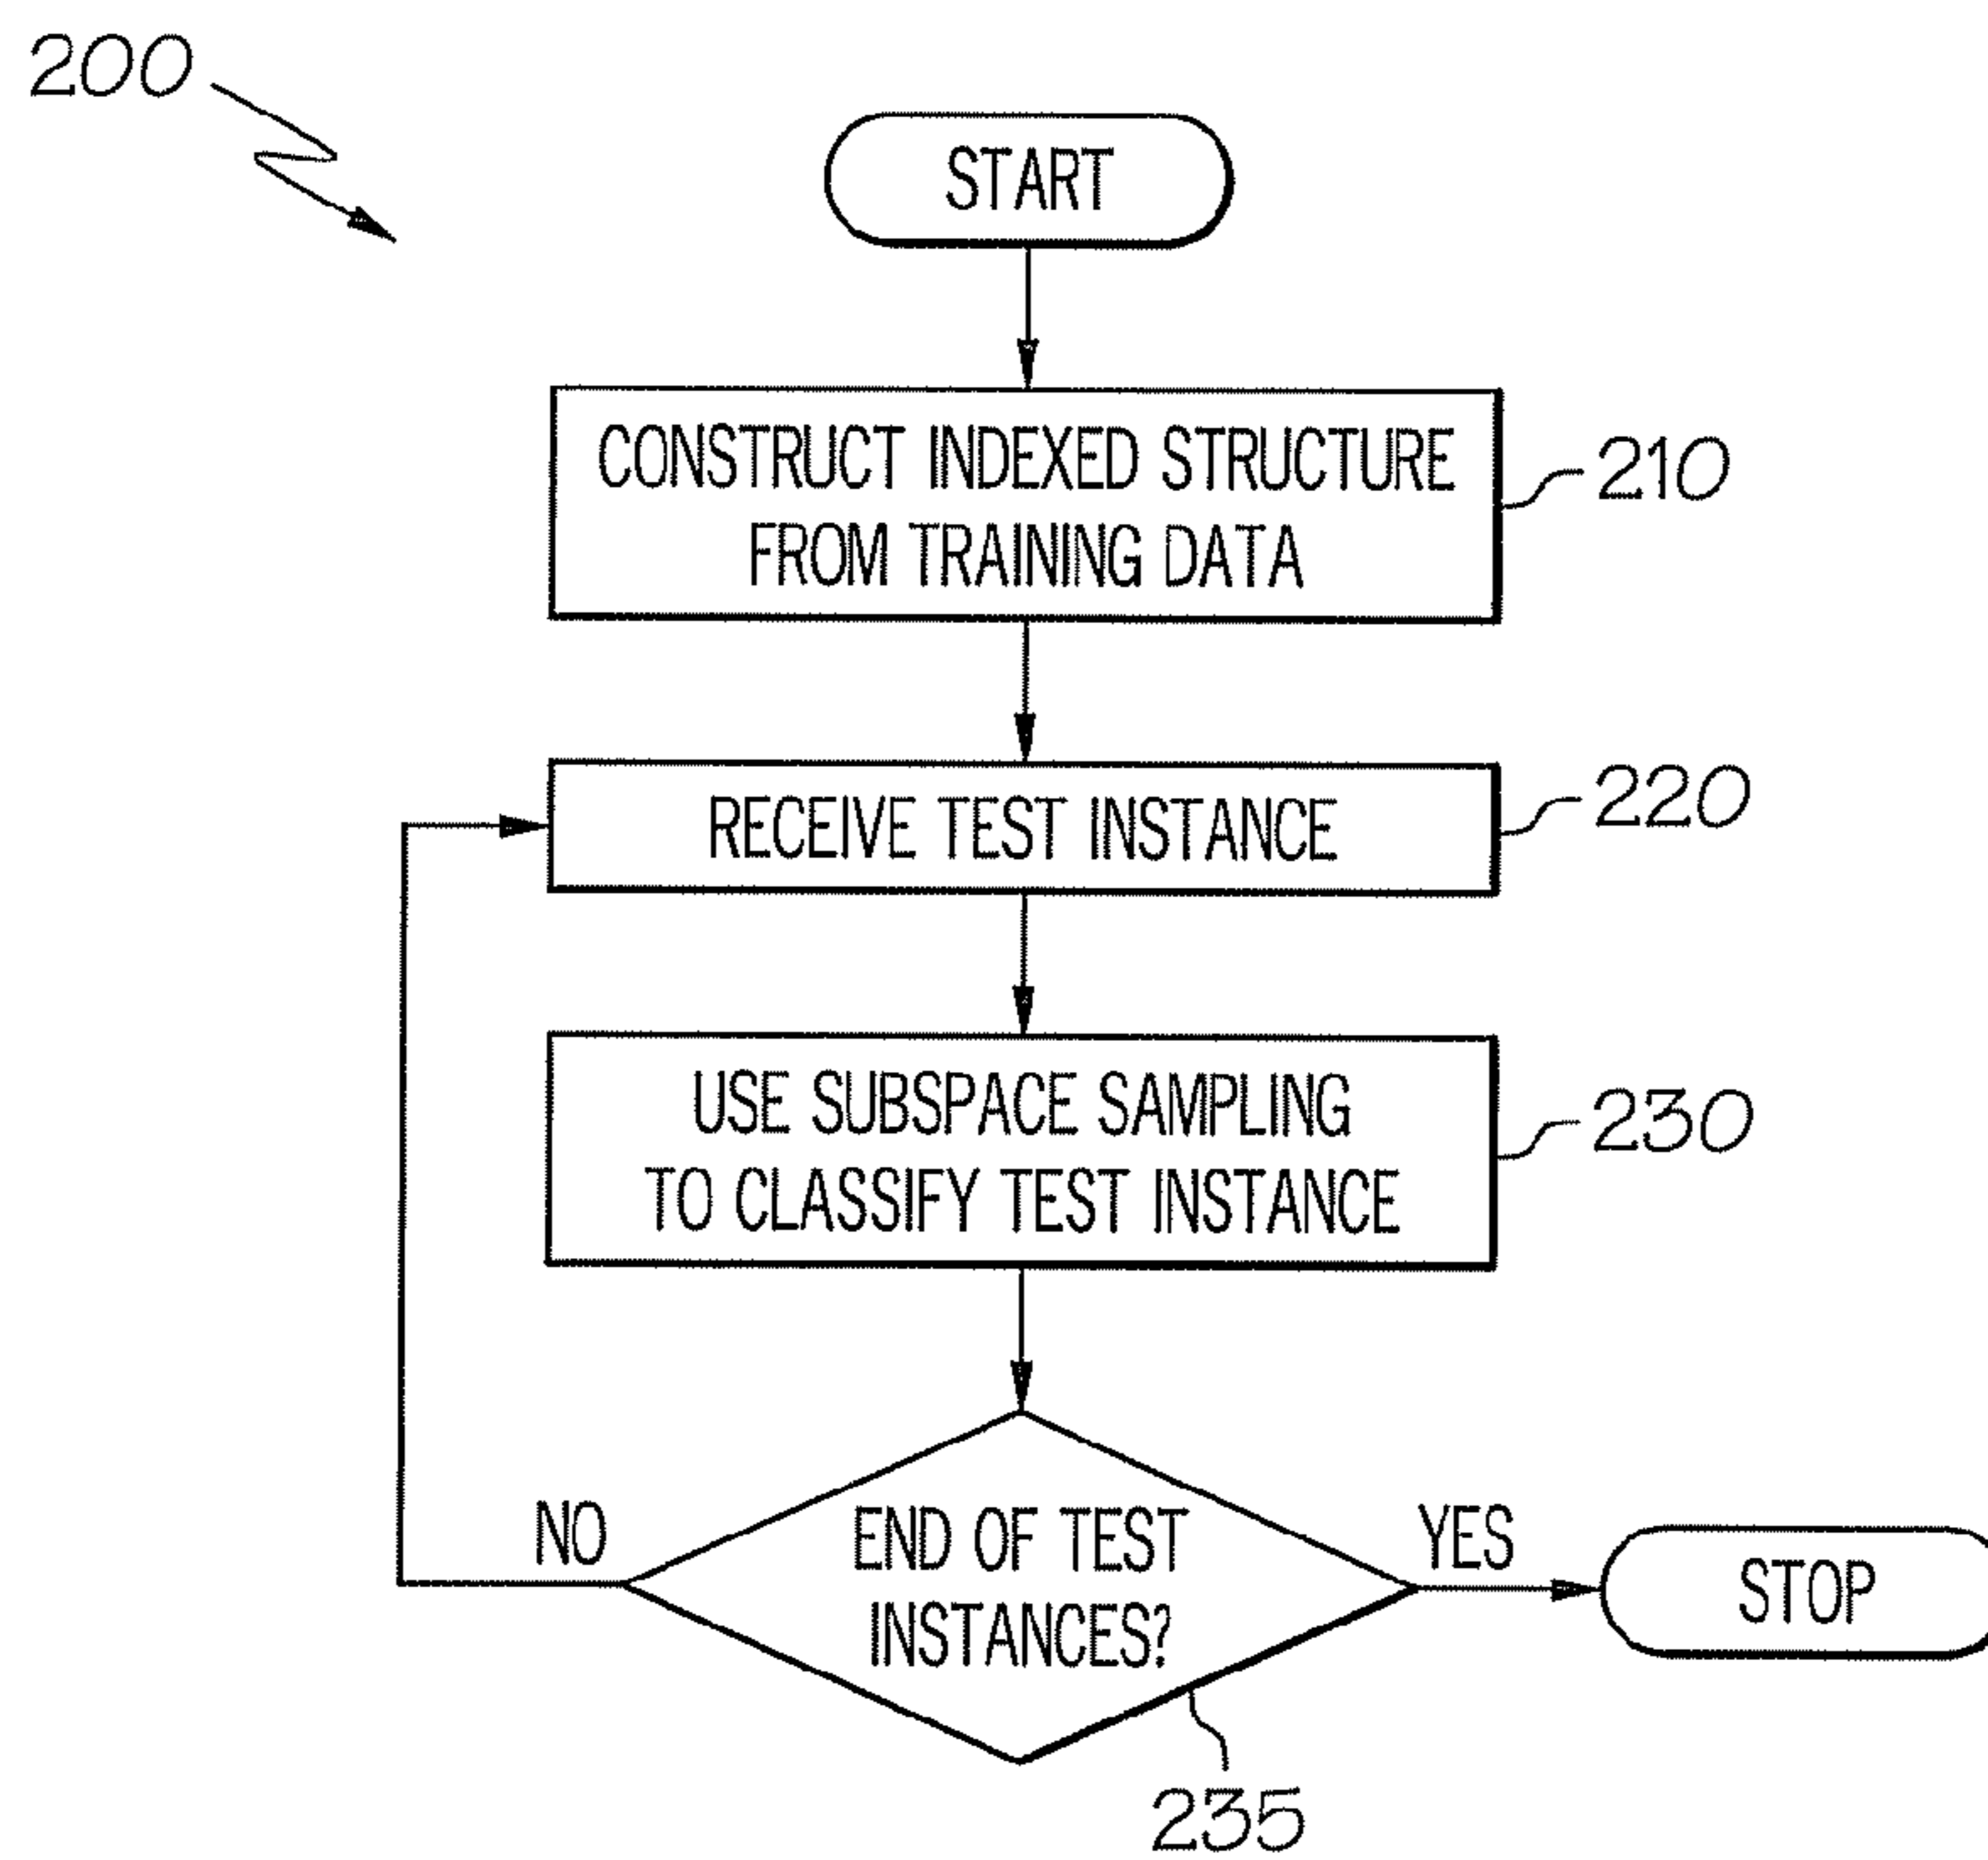 200
START
CONSTRUCT INDEXED STRUCTURE
FROM TRAINING DATA
210
RECEIVE TEST INSTANCE
220
USE SUBSPACE SAMPLING
TO CLASSIFY TEST INSTANCE
230
END OF TEST
INSTANCES?
NO
YES
STOP
235